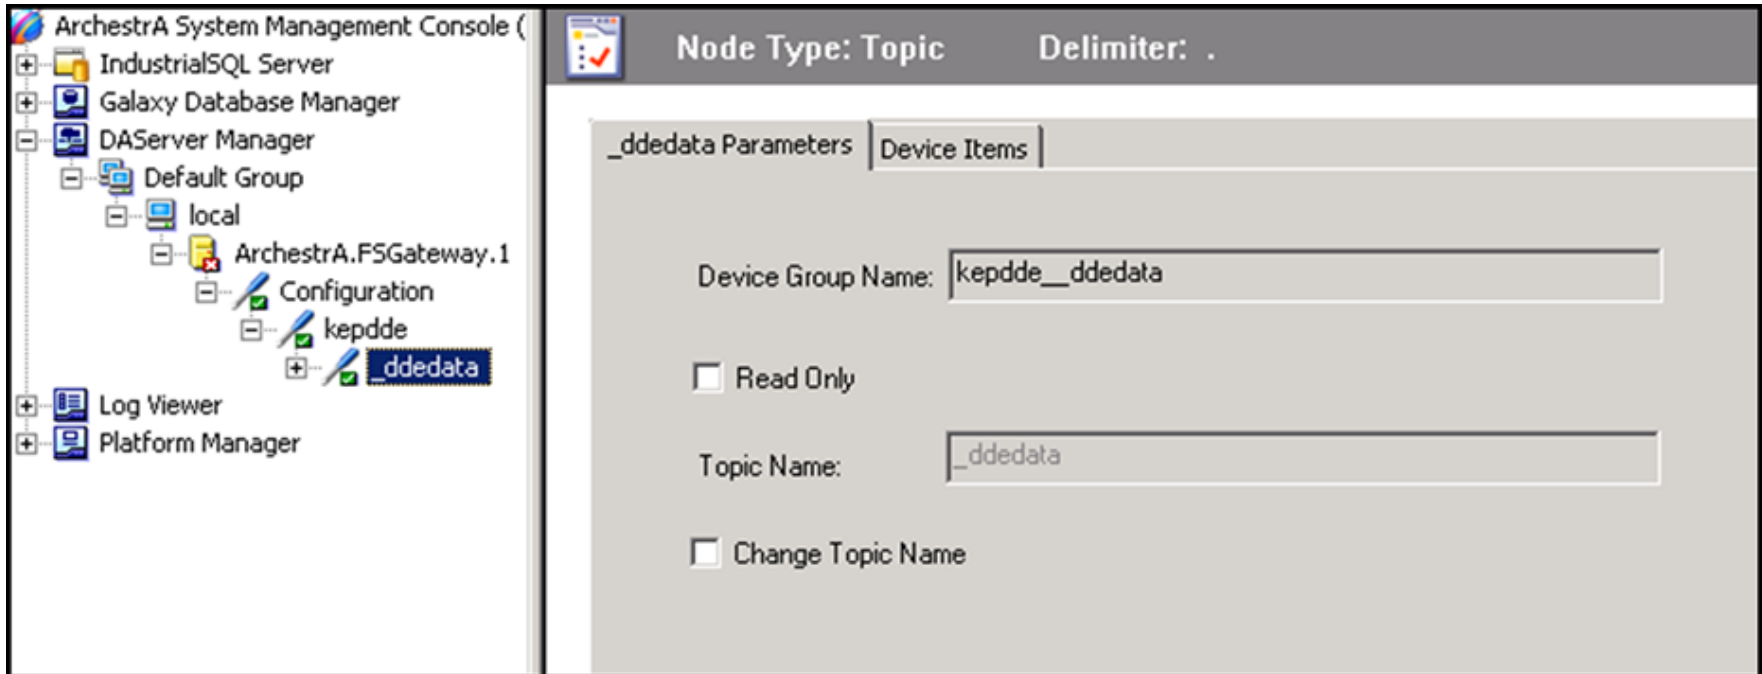 ArchestrA System Management Console (
IndustrialSQL Server
Galaxy Database Manager
DAServer Manager
Default Group
local
ArchestrA.FSGateway.1
Configuration
kepdde
_ddedata
Log Viewer
Platform Manager
Node Type: Topic Delimiter: .
_ddedata Parameters Device Items
Device Group Name: kepdde__ddedata
Read Only
Topic Name: _ddedata
Change Topic Name